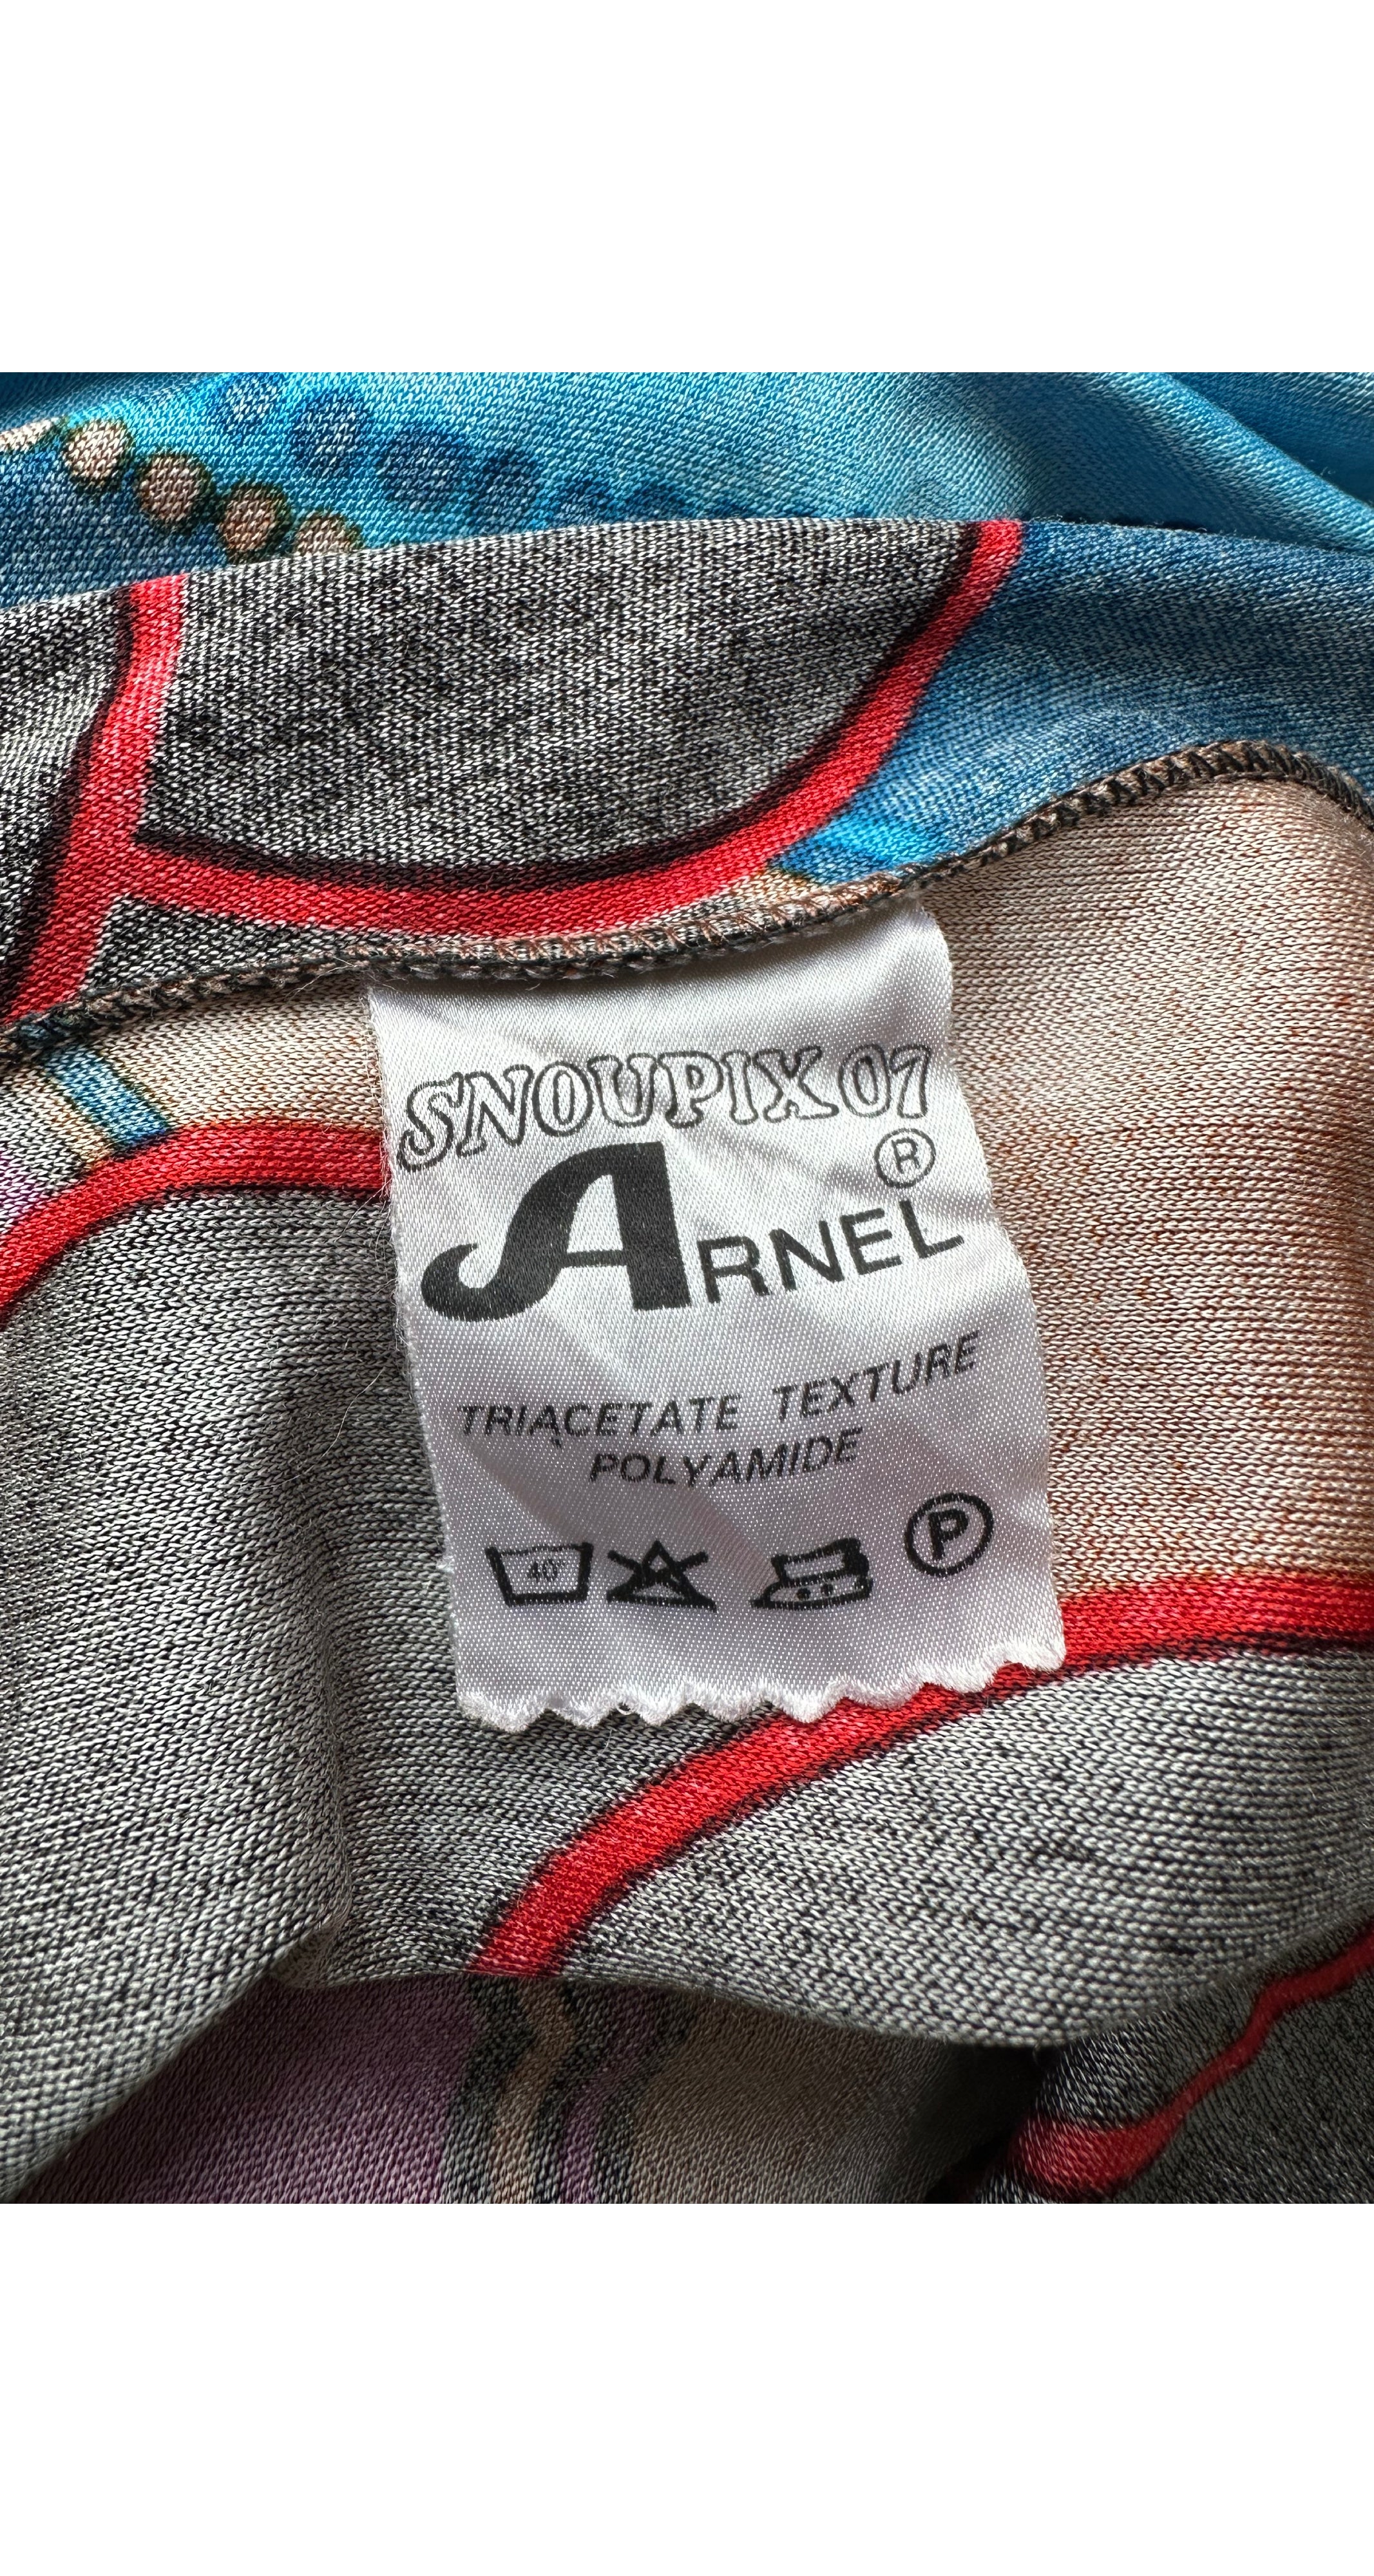 SNOUPIX 07
ARNEL ®
TRIACETATE TEXTURE
POLYAMIDE
40° P